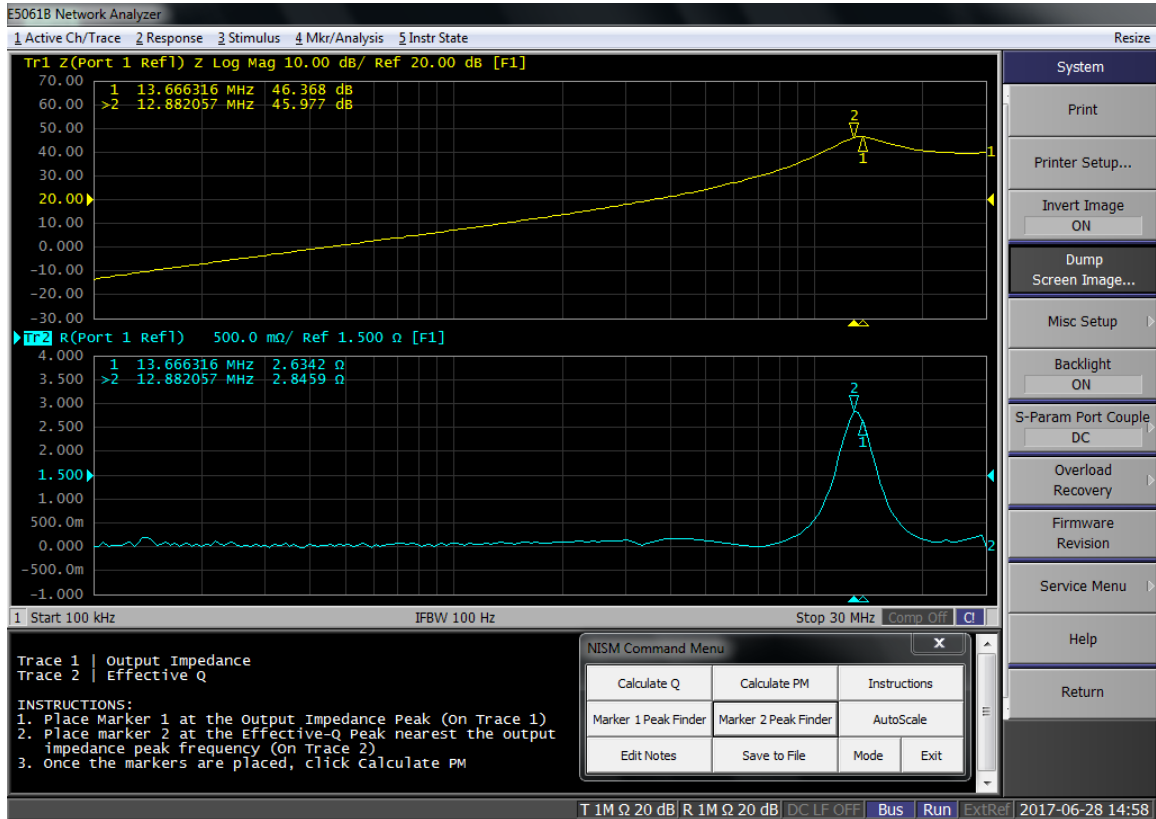 E5061B Network Analyzer
1 Active Ch/Trace 2 Response 3 Stimulus 4 Mkr/Analysis 5 Instr State Resize
Tr1 Z(Port 1 Refl) Z Log Mag 10.00 dB/ Ref 20.00 dB [F1]
70.00
1 13.666316 MHz 46.368 dB
60.00
>2 12.882057 MHz 45.977 dB
50.00
40.00
30.00
20.00
10.00
0.000
-10.00
-20.00
-30.00
2
1
1
Tr2 R(Port 1 Refl) 500.0 mΩ/ Ref 1.500 Ω [F1]
4.000
1 13.666316 MHz 2.6342 Ω
3.500
>2 12.882057 MHz 2.8459 Ω
3.000
2.500
2.000
1.500
1.000
500.0m
0.000
-500.0m
-1.000
2
1
2
1 Start 100 kHz IFBW 100 Hz Stop 30 MHz Comp Off C!
Trace 1 | Output Impedance
Trace 2 | Effective Q
INSTRUCTIONS:
1. Place Marker 1 at the Output Impedance Peak (On Trace 1)
2. Place marker 2 at the Effective-Q Peak nearest the output
impedance peak frequency (On Trace 2)
3. Once the markers are placed, click Calculate PM
NISM Command Menu x
Calculate Q Calculate PM Instructions
Marker 1 Peak Finder Marker 2 Peak Finder AutoScale
Edit Notes Save to File Mode Exit
System
Print
Printer Setup...
Invert Image
ON
Dump
Screen Image...
Misc Setup
Backlight
ON
S-Param Port Couple
DC
Overload
Recovery
Firmware
Revision
Service Menu
Help
Return
T 1M Ω 20 dB R 1M Ω 20 dB DC LF OFF Bus Run ExtRef 2017-06-28 14:58